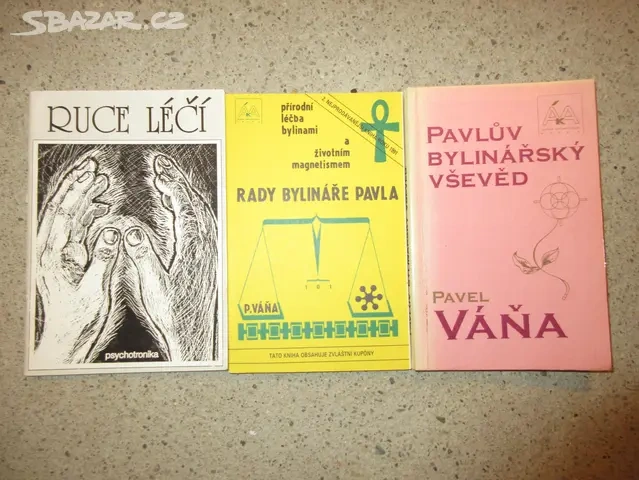 SBAZAR.CZ
RUCE LÉČÍ
psychotronika
přírodní
léčba
bylinami
a
životním
magnetismem
RADY BYLINÁŘE PAVLA
P.VÁŇA
TATO KNIHA OBSAHUJE ZVLÁŠTNÍ KUPÓNY
PAVLŮV
BYLINÁŘSKÝ
VŠEVĚD
PAVEL
VÁŇA